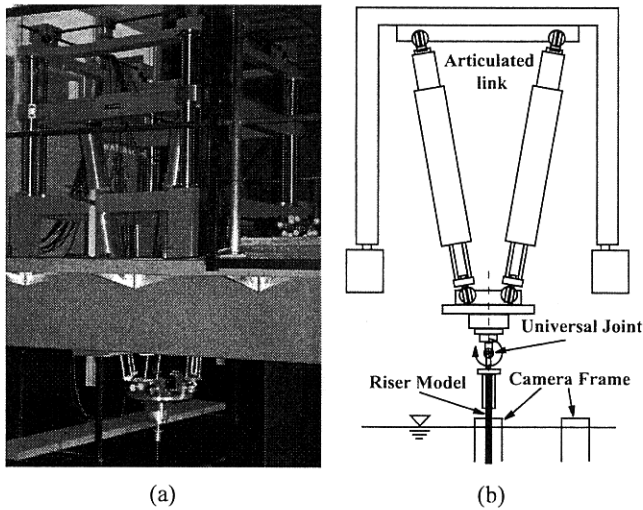 Articulated
link
Universal Joint
Riser Model
Camera Frame
(a)
(b)